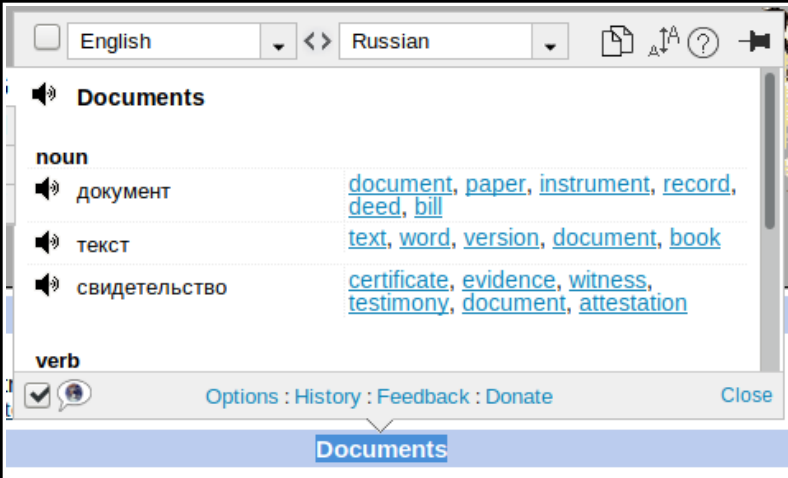 English < > Russian
Documents
noun
документ
document, paper, instrument, record,
deed, bill
текст
text, word, version, document, book
свидетельство
certificate, evidence, witness,
testimony, document, attestation
verb
Options : History : Feedback : Donate
Close
Documents